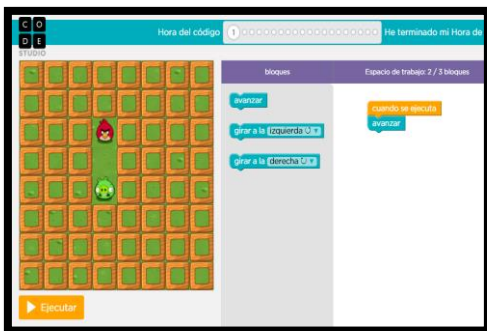 C O
D E
STUDIO
Hora del código
1
He terminado mi Hora de
bloques
Espacio de trabajo: 2 / 3 bloques
avanzar
girar a la izquierda
girar a la derecha
cuando se ejecuta
avanzar
Ejecutar